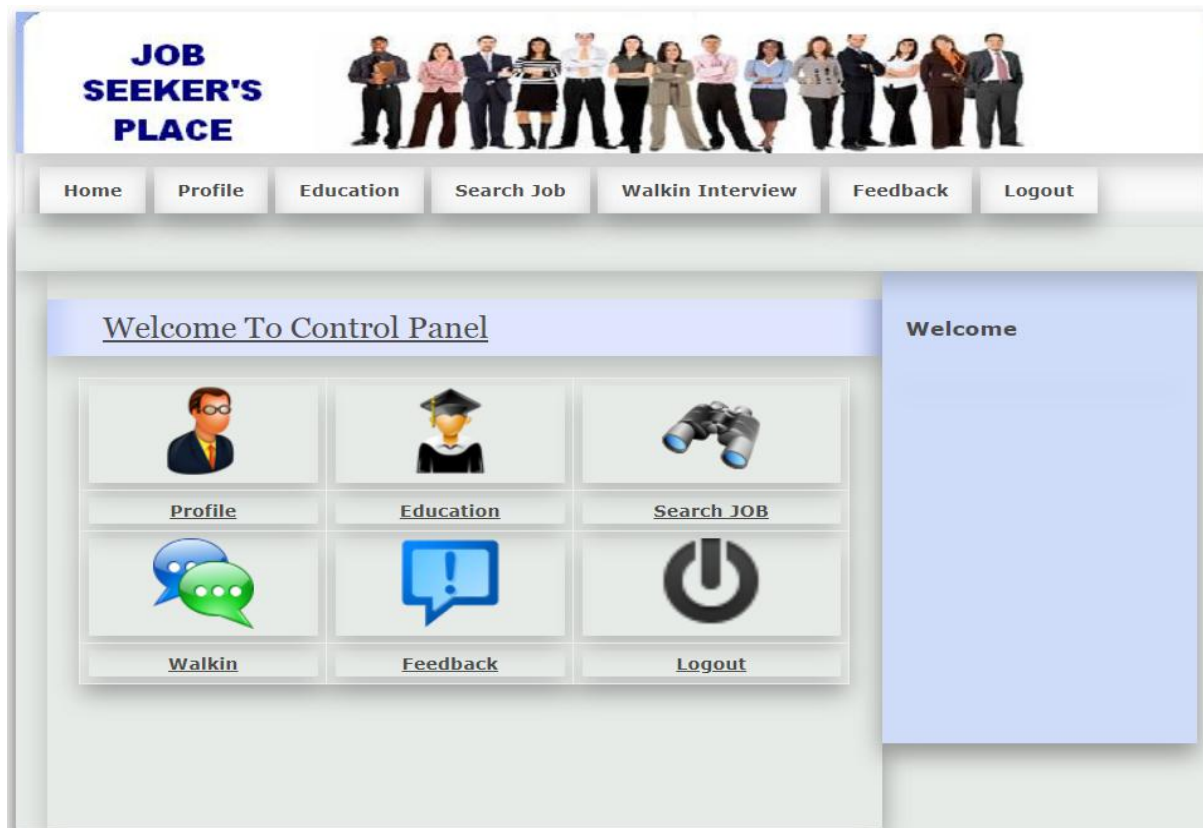 JOB
SEEKER'S
PLACE
Home Profile Education Search Job Walkin Interview Feedback Logout
Welcome To Control Panel
Welcome
Profile Education Search JOB
Walkin Feedback Logout